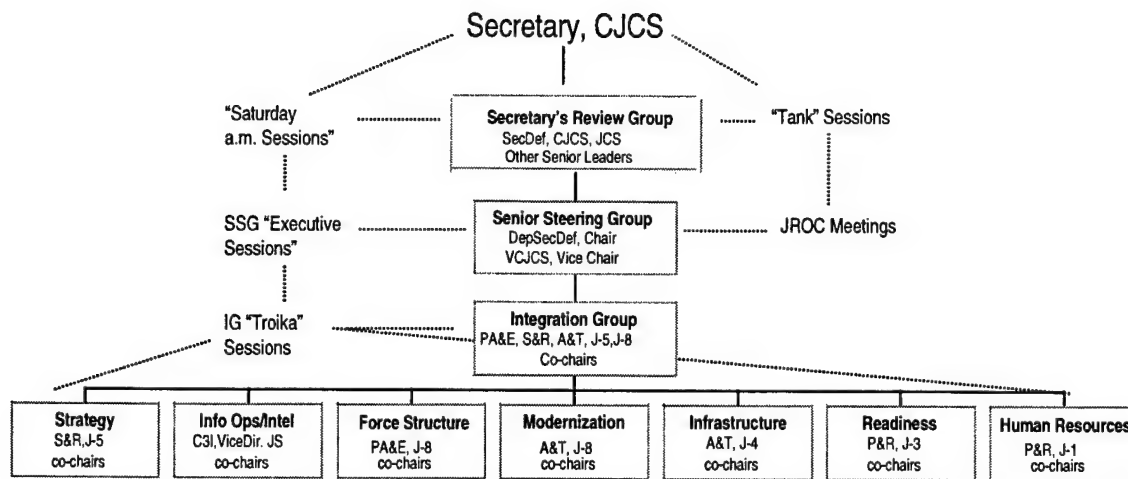 Secretary, CJCS
"Saturday
a.m. Sessions"
Secretary's Review Group
SecDef, CJCS, JCS
Other Senior Leaders
"Tank" Sessions
SSG "Executive
Sessions"
Senior Steering Group
DepSecDef, Chair
VCJCS, Vice Chair
JROC Meetings
IG "Troika"
Sessions
Integration Group
PA&E, S&R, A&T, J-5,J-8
Co-chairs
Strategy
S&R,J-5
co-chairs
Info Ops/Intel
C3I,ViceDir. JS
co-chairs
Force Structure
PA&E, J-8
co-chairs
Modernization
A&T, J-8
co-chairs
Infrastructure
A&T, J-4
co-chairs
Readiness
P&R, J-3
co-chairs
Human Resources
P&R, J-1
co-chairs